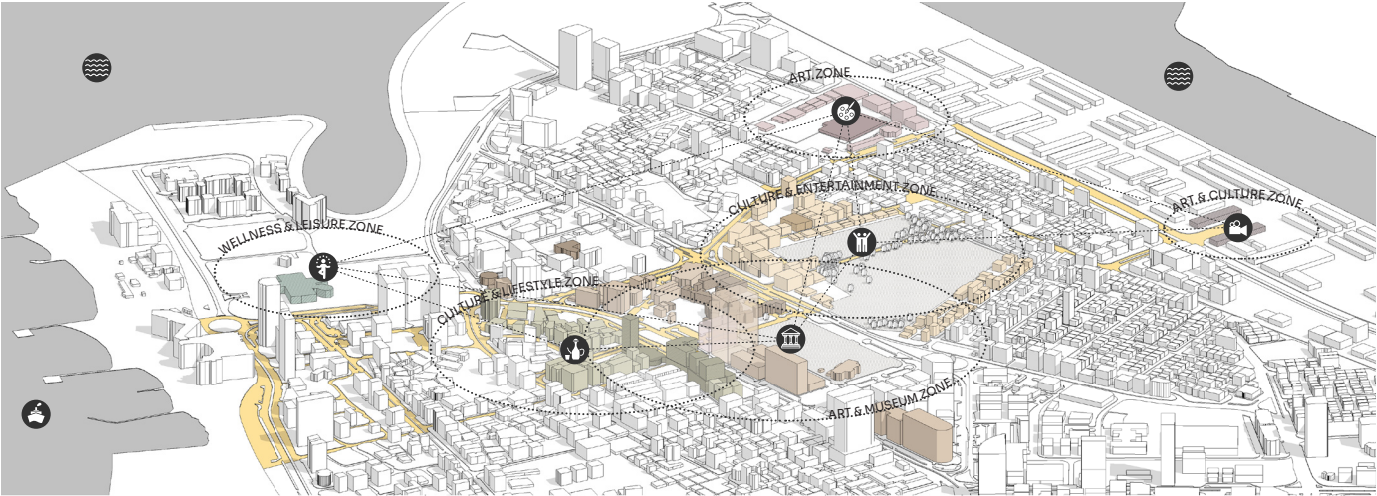 ART ZONE
CULTURE & ENTERTAINMENT ZONE
ART & CULTURE ZONE
WELLNESS & LEISURE ZONE
CULTURE & LIFESTYLE ZONE
ART & MUSEUM ZONE